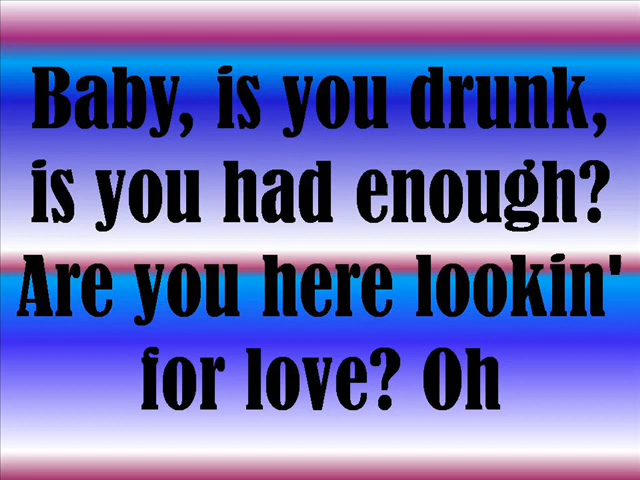 Baby, is you drunk,
is you had enough?
Are you here lookin'
for love? Oh